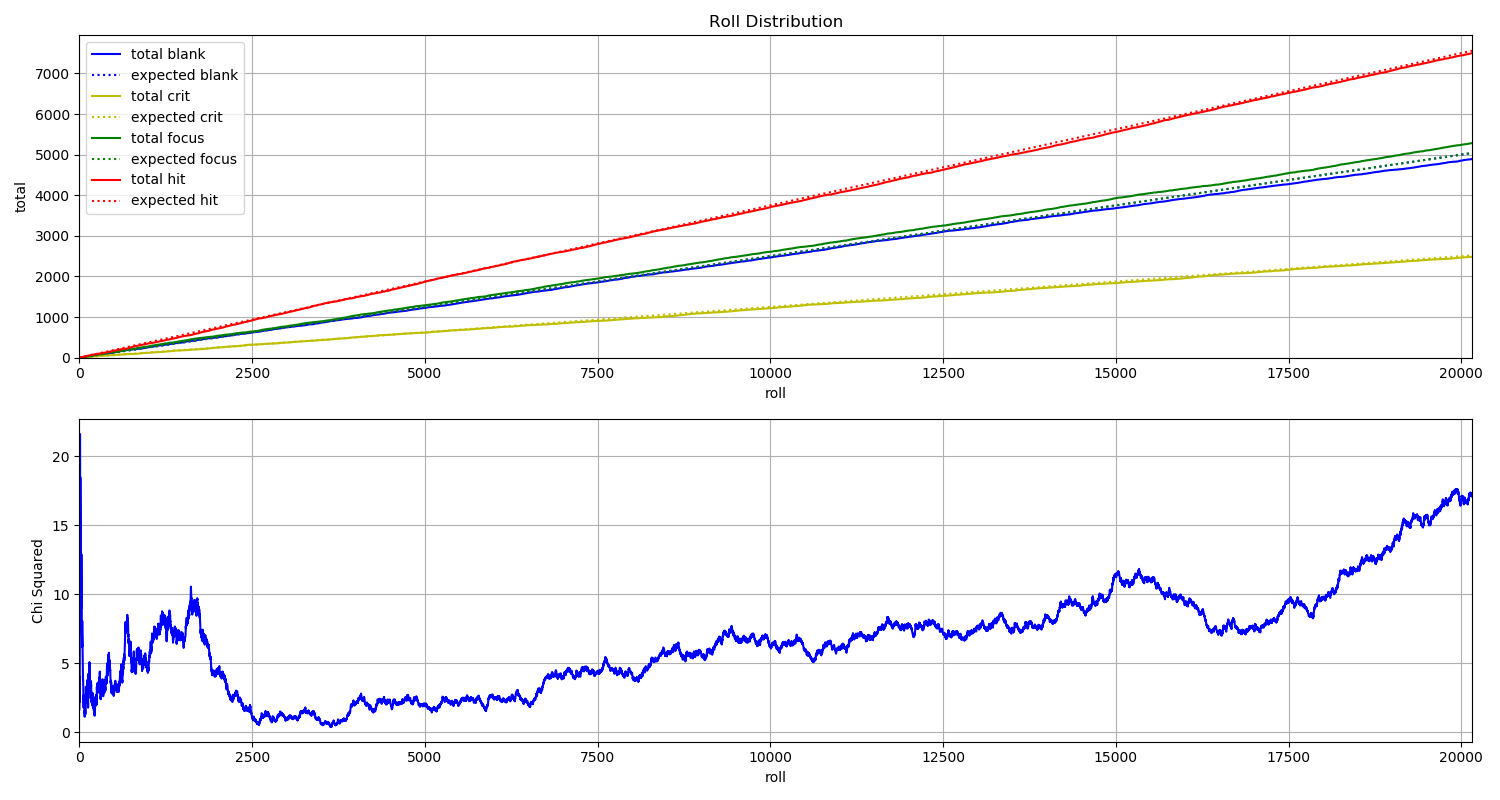 Roll Distribution
total
7000
6000
5000
4000
3000
2000
1000
0
total blank
expected blank
total crit
expected crit
total focus
expected focus
total hit
expected hit
0 2500 5000 7500 10000 12500 15000 17500 20000
roll
Chi Squared
20
15
10
5
0
0 2500 5000 7500 10000 12500 15000 17500 20000
roll